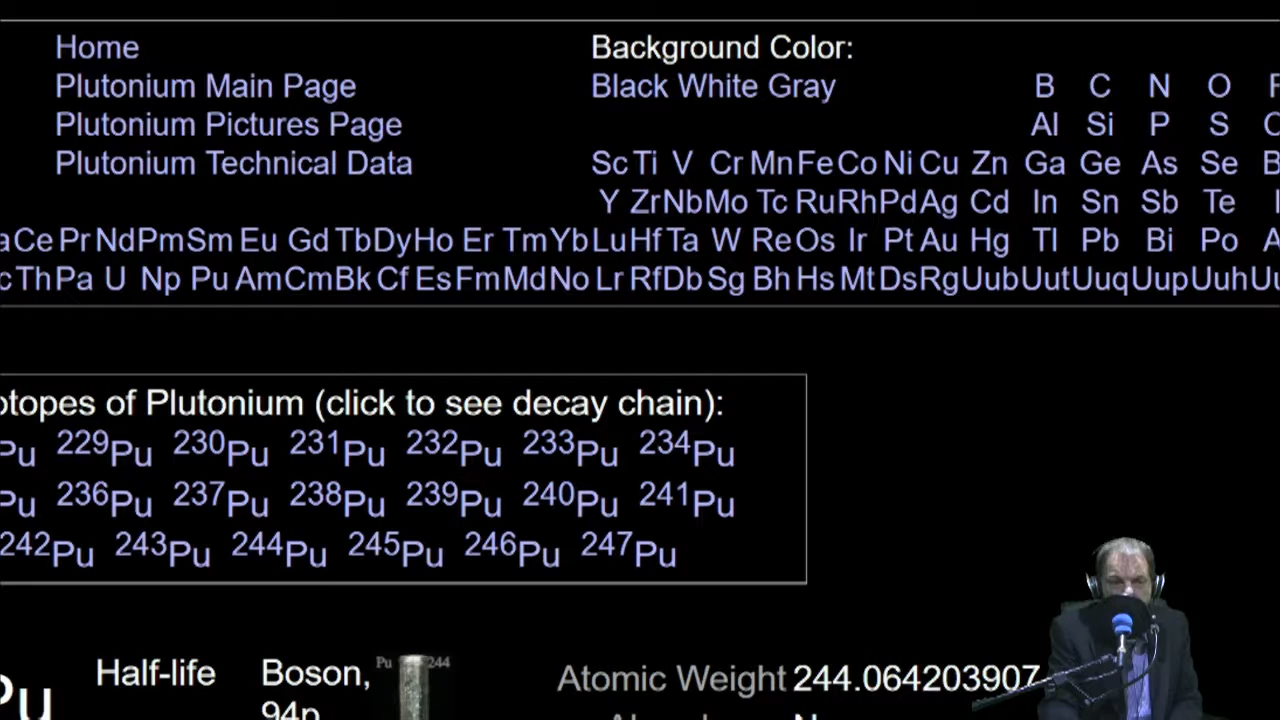 Home
Plutonium Main Page
Plutonium Pictures Page
Plutonium Technical Data
Background Color:
Black White Gray
B C N O F
Al Si P S
Sc Ti V Cr Mn Fe Co Ni Cu Zn Ga Ge As Se B
Y Zr Nb Mo Tc Ru Rh Pd Ag Cd In Sn Sb Te I
a Ce Pr Nd Pm Sm Eu Gd Tb Dy Ho Er Tm Yb Lu Hf Ta W Re Os Ir Pt Au Hg Tl Pb Bi Po A
c Th Pa U Np Pu Am Cm Bk Cf Es Fm Md No Lr Rf Db Sg Bh Hs Mt Ds Rg Uub Uut Uuq Uup Uuh Uu
otopes of Plutonium (click to see decay chain):
Pu 229Pu 230Pu 231Pu 232Pu 233Pu 234Pu
Pu 236Pu 237Pu 238Pu 239Pu 240Pu 241Pu
242Pu 243Pu 244Pu 245Pu 246Pu 247Pu
Pu
Half-life
Boson,
94p
Pu 244
Atomic Weight 244.064203907